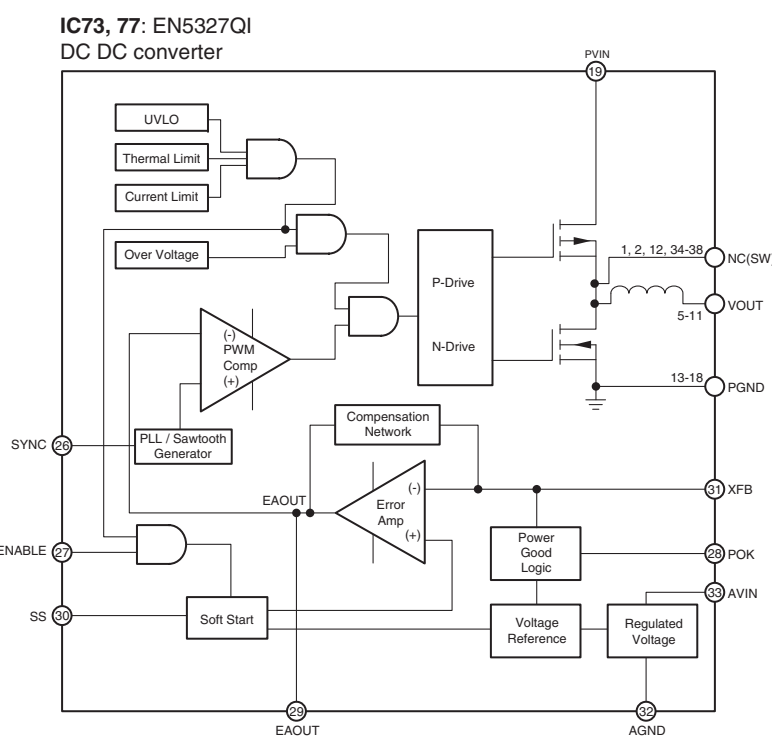 IC73, 77: EN5327QI
DC DC converter
PVIN
19
UVLO
Thermal Limit
Current Limit
Over Voltage
P-Drive
N-Drive
1, 2, 12, 34-38
NC(SW)
VOUT
5-11
13-18
PGND
(-)
PWM
Comp
(+)
SYNC
26
PLL / Sawtooth
Generator
Compensation
Network
EAOUT
(-)
Error
Amp
(+)
31
XFB
Power
Good
Logic
28
POK
ENABLE
27
33
AVIN
SS
30
Soft Start
Voltage
Reference
Regulated
Voltage
29
EAOUT
32
AGND